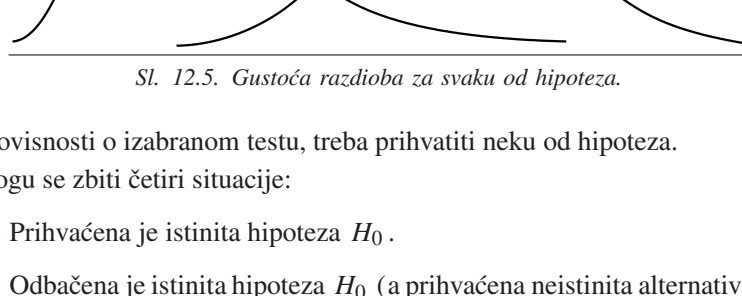 Sl. 12.5. Gustoća razdioba za svaku od hipoteza.
ovisnosti o izabranom testu, treba prihvatiti neku od hipoteza.
ogu se zbiti četiri situacije:
Prihvaćena je istinita hipoteza H₀ .
Odbačena je istinita hipoteza H₀ (a prihvaćena neistinita alternativ